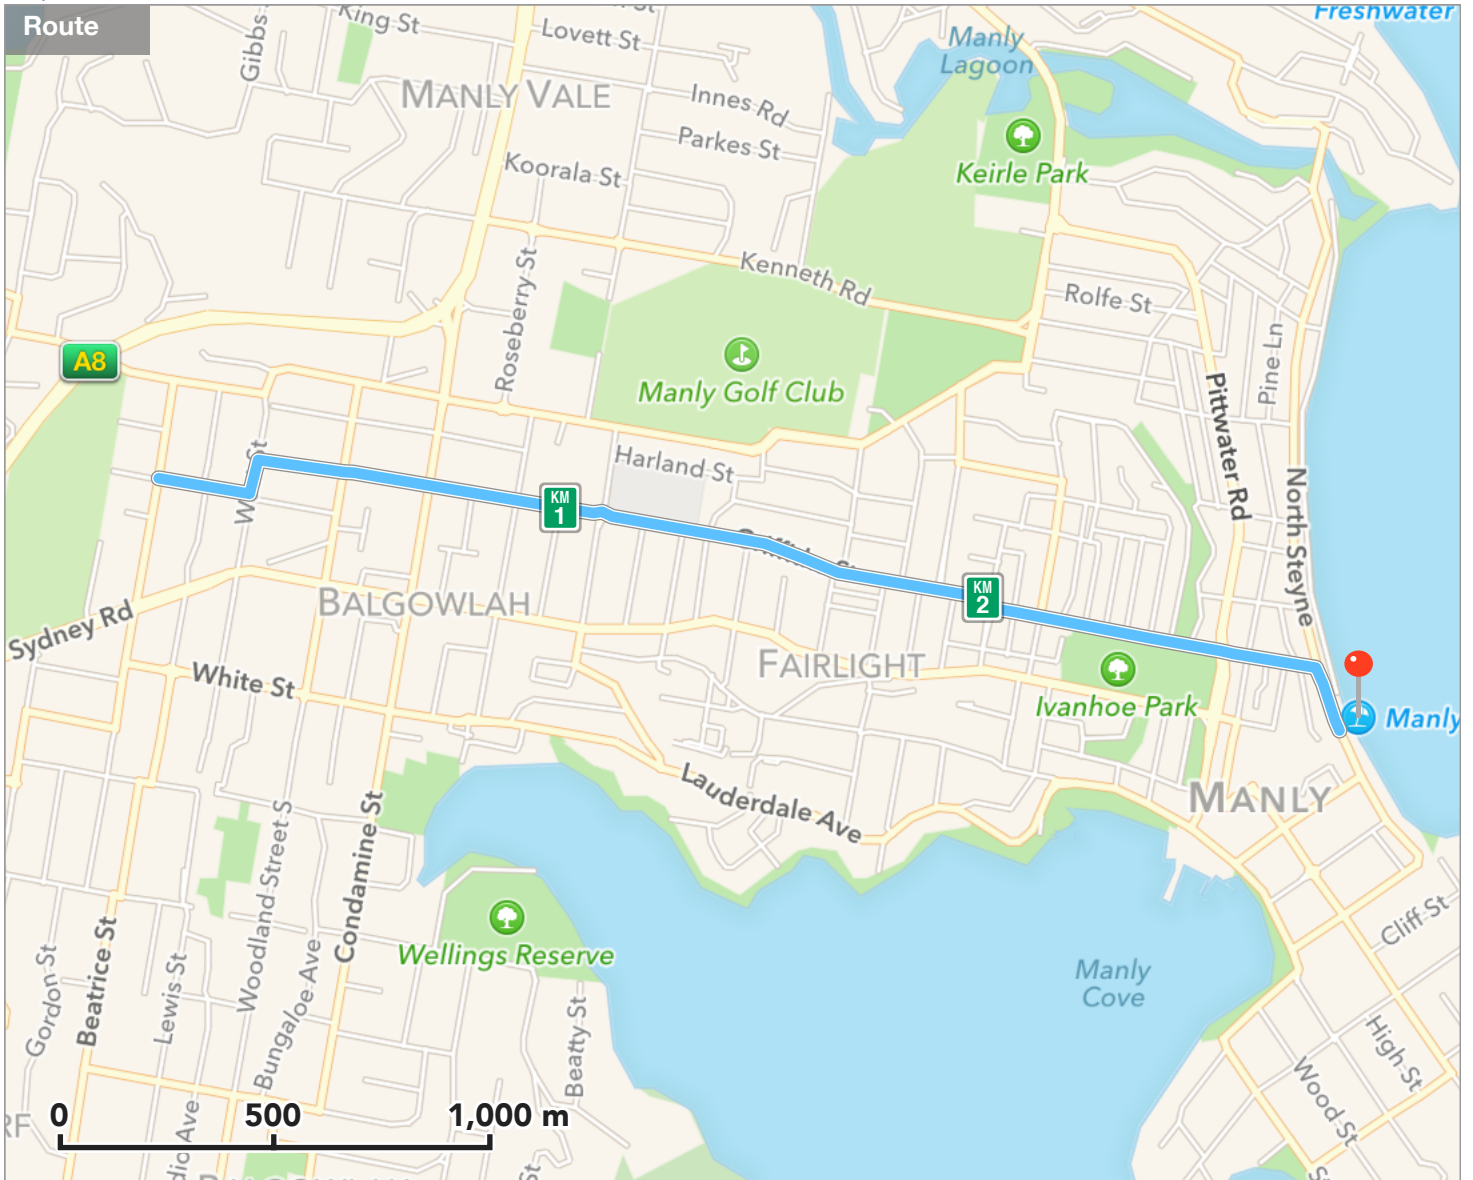 Route
Freshwater
King St
Gibbs
Lovett St
Manly
Lagoon
MANLY VALE
Innes Rd
Parkes St
Koorala St
Keirle Park
Kenneth Rd
Roseberry St
Rolfe St
Pine Ln
A8
Manly Golf Club
Pittwater Rd
Harland St
North Steyne
KM
1
KM
2
BALGOWLAH
Sydney Rd
FAIRLIGHT
White St
Ivanhoe Park
Manly
Lauderdale Ave
MANLY
Condamine St
Woodland Street S
Beatrice St
Wellings Reserve
Cliff St
Gordon St
Lewis St
Bungaloe Ave
Manly
Cove
Beatty St
High St
Wood St
0 500 1,000 m